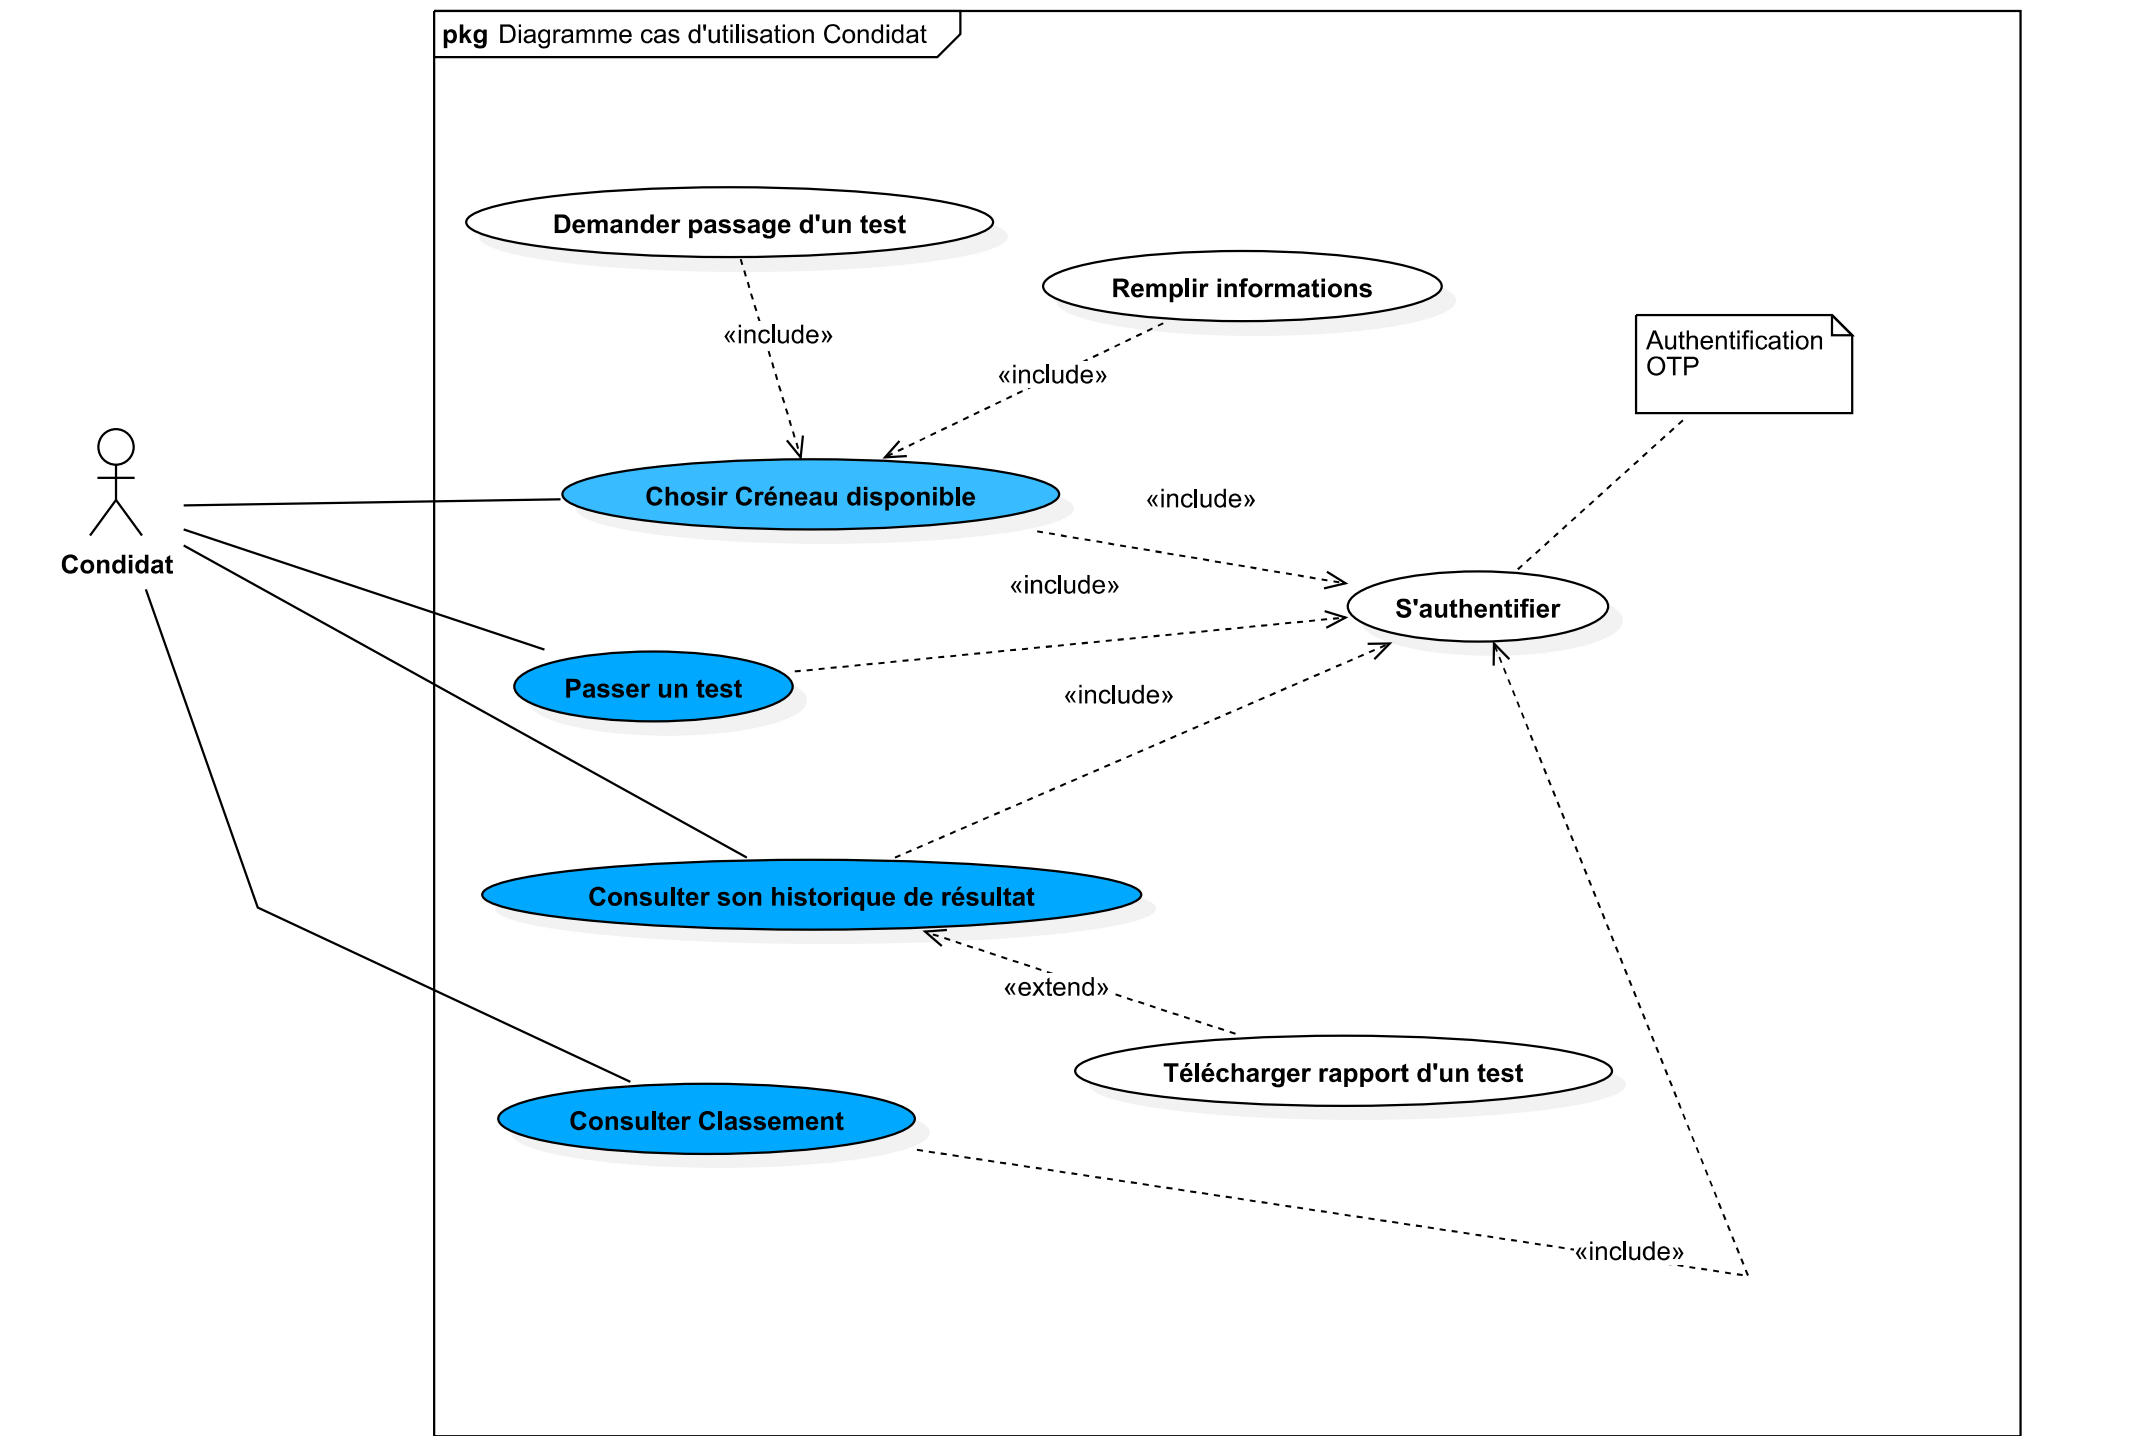 pkg Diagramme cas d'utilisation Condidat
Demander passage d'un test
Remplir informations
«include»
«include»
Authentification
OTP
Condidat
Chosir Créneau disponible
«include»
«include»
S'authentifier
Passer un test
«include»
Consulter son historique de résultat
«extend»
Télécharger rapport d'un test
Consulter Classement
«include»